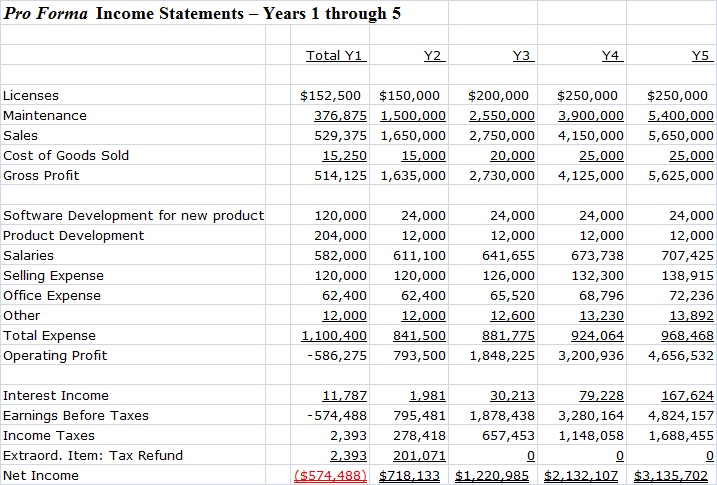 Pro Forma Income Statements – Years 1 through 5
Total Y1 Y2 Y3 Y4 Y5
Licenses $152,500 $150,000 $200,000 $250,000 $250,000
Maintenance 376,875 1,500,000 2,550,000 3,900,000 5,400,000
Sales 529,375 1,650,000 2,750,000 4,150,000 5,650,000
Cost of Goods Sold 15,250 15,000 20,000 25,000 25,000
Gross Profit 514,125 1,635,000 2,730,000 4,125,000 5,625,000
Software Development for new product 120,000 24,000 24,000 24,000 24,000
Product Development 204,000 12,000 12,000 12,000 12,000
Salaries 582,000 611,100 641,655 673,738 707,425
Selling Expense 120,000 120,000 126,000 132,300 138,915
Office Expense 62,400 62,400 65,520 68,796 72,236
Other 12,000 12,000 12,600 13,230 13,892
Total Expense 1,100,400 841,500 881,775 924,064 968,468
Operating Profit -586,275 793,500 1,848,225 3,200,936 4,656,532
Interest Income 11,787 1,981 30,213 79,228 167,624
Earnings Before Taxes -574,488 795,481 1,878,438 3,280,164 4,824,157
Income Taxes 2,393 278,418 657,453 1,148,058 1,688,455
Extraord. Item: Tax Refund 2,393 201,071 0 0 0
Net Income ($574,488) $718,133 $1,220,985 $2,132,107 $3,135,702